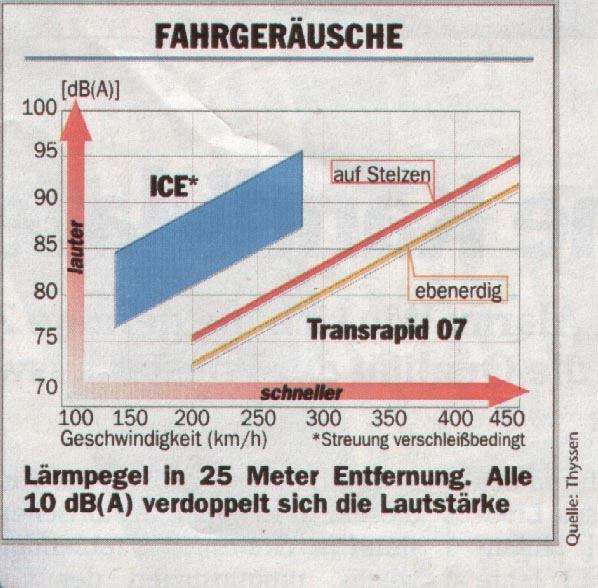 FAHRGERÄUSCHE
[dB(A)]
100
95
90
85
80
75
70
lauter
ICE*
auf Stelzen
ebenerdig
Transrapid 07
schneller
100 150 200 250 300 350 400 450
Geschwindigkeit (km/h) *Streuung verschleißbedingt
Lärmpegel in 25 Meter Entfernung. Alle
10 dB(A) verdoppelt sich die Lautstärke
Quelle: Thyssen